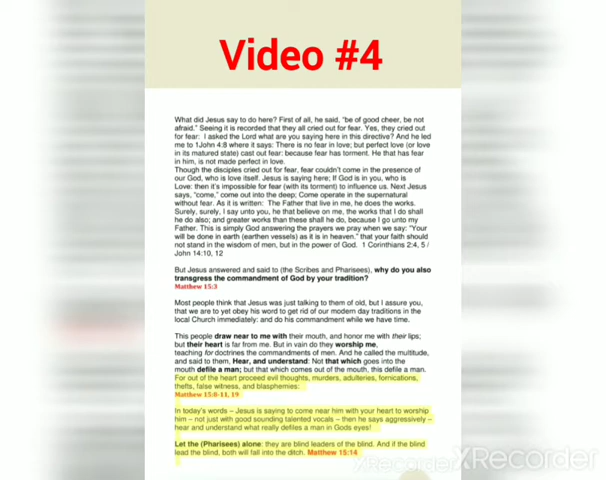 Video #4
What did Jesus say to do here? First of all, he said, "be of good cheer, be not
afraid." Seeing it is recorded that they all cried out for fear. Yes, they cried out
for fear: I asked the Lord what are you saying here in this directive? And he led
me to 1John 4:8 where it says: There is no fear in love; but perfect love (or love
in its matured state) cast out fear: because fear has torment. He that has fear
in him, is not made perfect in love.
Though the disciples cried out for fear, fear couldn't come in the presence of
our God, who is love itself. Jesus is saying here; If God is in you, who is
Love: then it's impossible for fear (with its torment) to influence us. Next Jesus
says, "come," come out into the deep; Come operate in the supernatural
without fear. As it is written: The Father that live in me, he does the works.
Surely, surely, I say unto you, he that believe on me, the works that I do shall
he do also; and greater works than these shall he do, because I go unto my
Father. This is simply God answering the prayers we pray when we say; "Your
will be done in earth (earthen vessels) as it is in heaven." that your faith should
not stand in the wisdom of men, but in the power of God. 1 Corinthians 2:4, 5 /
John 14:10, 12
But Jesus answered and said to (the Scribes and Pharisees), why do you also
transgress the commandment of God by your tradition?
Matthew 15:3
Most people think that Jesus was just talking to them of old, but I assure you,
that we are to yet obey his word to get rid of our modern day traditions in the
local Church immediately: and do his commandment while we have time.
This people draw near to me with their mouth, and honor me with their lips;
but their heart is far from me. But in vain do they worship me,
teaching for doctrines the commandments of men. And he called the multitude,
and said to them, Hear, and understand: Not that which goes into the
mouth defile a man; but that which comes out of the mouth, this defile a man.
For out of the heart proceed evil thoughts, murders, adulteries, fornications,
thefts, false witness, and blasphemies:
Matthew 15:8-11, 19
In today's words – Jesus is saying to come near him with your heart to worship
him – not just with good sounding talented vocals – then he says aggressively –
hear and understand what really defiles a man in Gods eyes!
Let the (Pharisees) alone: they are blind leaders of the blind. And if the blind
lead the blind, both will fall into the ditch. Matthew 15:14
XRecorder